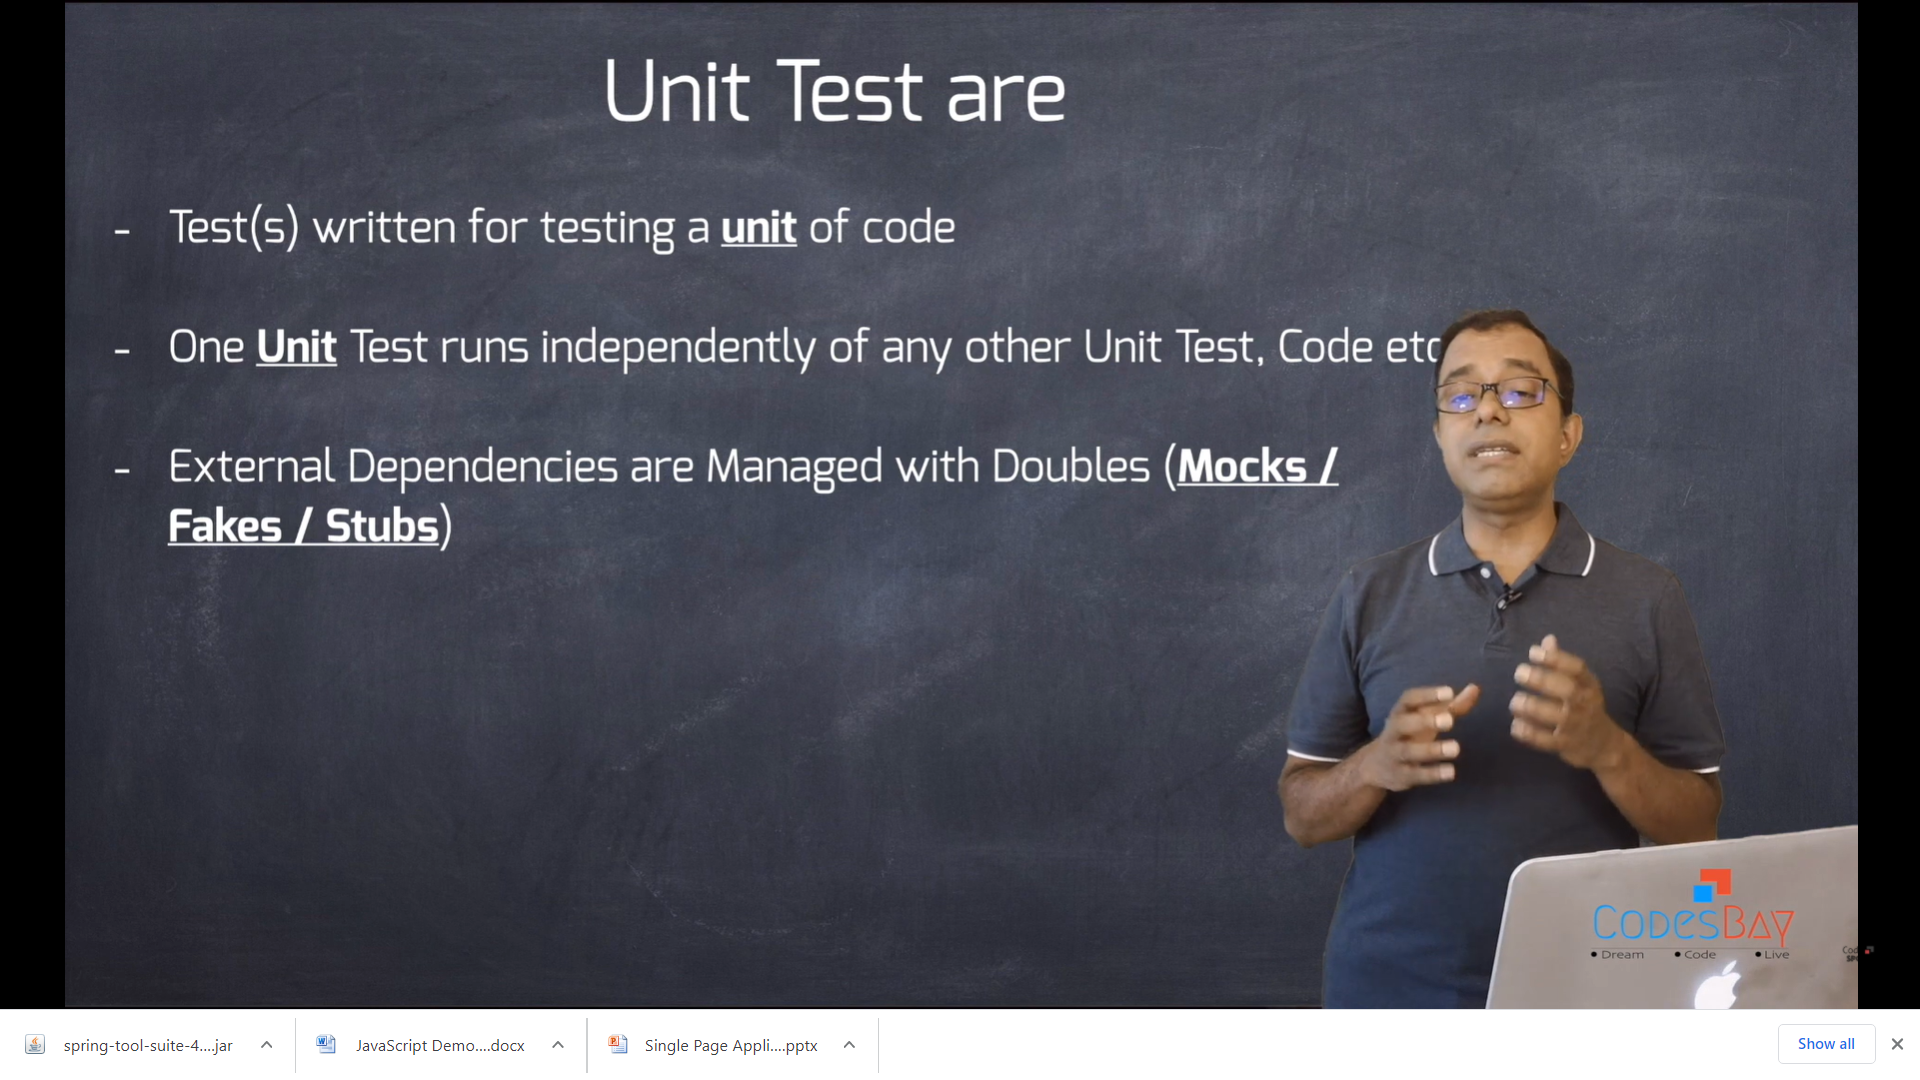 Unit Test are
- Test(s) written for testing a unit of code
- One Unit Test runs independently of any other Unit Test, Code etc
- External Dependencies are Managed with Doubles (Mocks /
Fakes / Stubs)
CODESBAY
• Dream • Code • Live
spring-tool-suite-4....jar
JavaScript Demo....docx
Single Page Appli....pptx
Show all